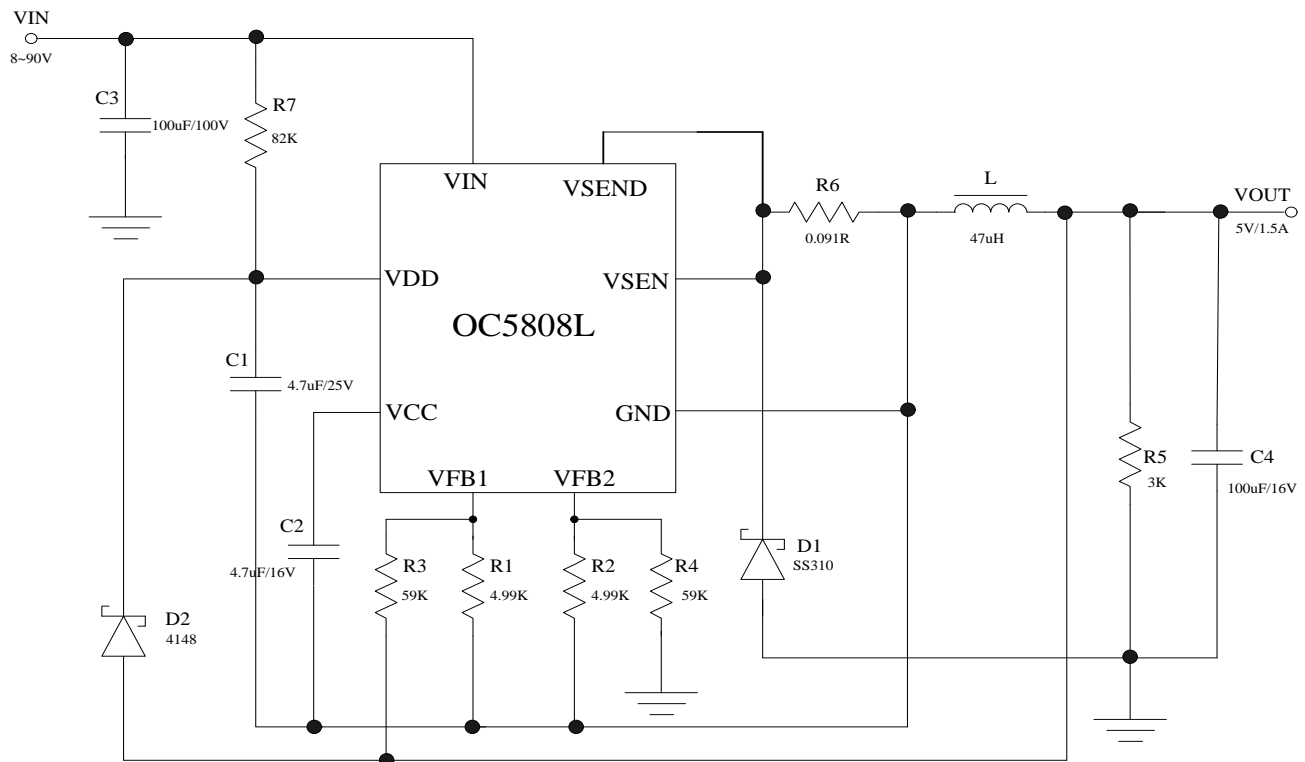 VIN
8~90V
C3
100uF/100V
R7
82K
VIN
VSEND
R6
0.091R
L
47uH
VOUT
5V/1.5A
VDD
VSEN
OC5808L
C1
4.7uF/25V
VCC
GND
VFB1
VFB2
R5
3K
C4
100uF/16V
C2
4.7uF/16V
R3
59K
R1
4.99K
R2
4.99K
R4
59K
D1
SS310
D2
4148